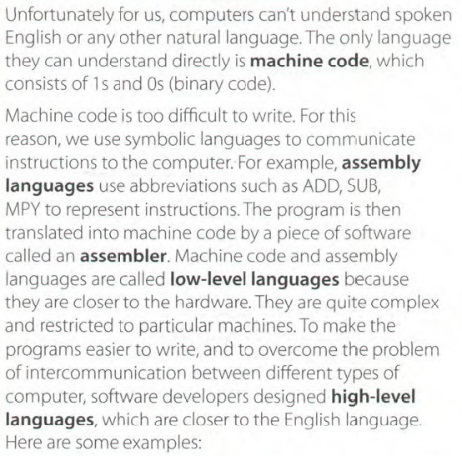 Unfortunately for us, computers can't understand spoken
English or any other natural language. The only language
they can understand directly is machine code, which
consists of 1s and 0s (binary code).
Machine code is too difficult to write. For this
reason, we use symbolic languages to communicate
instructions to the computer. For example, assembly
languages use abbreviations such as ADD, SUB,
MPY to represent instructions. The program is then
translated into machine code by a piece of software
called an assembler. Machine code and assembly
languages are called low-level languages because
they are closer to the hardware. They are quite complex
and restricted to particular machines. To make the
programs easier to write, and to overcome the problem
of intercommunication between different types of
computer, software developers designed high-level
languages, which are closer to the English language.
Here are some examples: